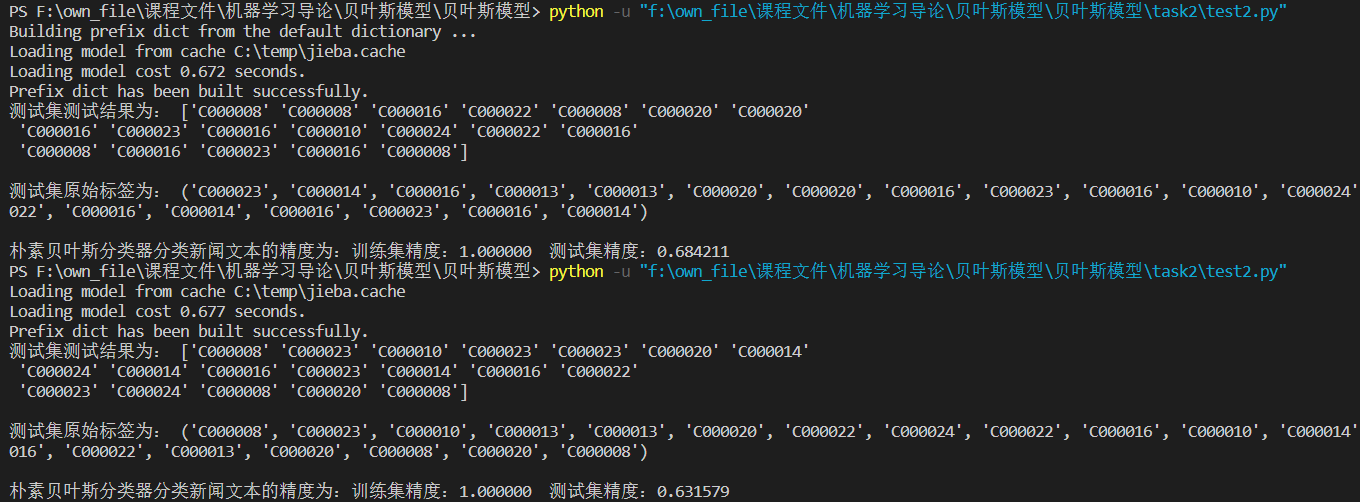 PS F:\own_file\课程文件\机器学习导论\贝叶斯模型\贝叶斯模型> python -u "f:\own_file\课程文件\机器学习导论\贝叶斯模型\贝叶斯模型\task2\test2.py"
Building prefix dict from the default dictionary ...
Loading model from cache C:\temp\jieba.cache
Loading model cost 0.672 seconds.
Prefix dict has been built successfully.
测试集测试结果为： ['C000008' 'C000008' 'C000016' 'C000022' 'C000008' 'C000020' 'C000020'
'C000016' 'C000023' 'C000016' 'C000010' 'C000024' 'C000022' 'C000016'
'C000008' 'C000016' 'C000023' 'C000016' 'C000008']
测试集原始标签为： ('C000023', 'C000014', 'C000016', 'C000013', 'C000013', 'C000020', 'C000020', 'C000016', 'C000023', 'C000016', 'C000010', 'C000024'
022', 'C000016', 'C000014', 'C000016', 'C000023', 'C000016', 'C000014')
朴素贝叶斯分类器分类新闻文本的精度为：训练集精度：1.000000 测试集精度：0.684211
PS F:\own_file\课程文件\机器学习导论\贝叶斯模型\贝叶斯模型> python -u "f:\own_file\课程文件\机器学习导论\贝叶斯模型\贝叶斯模型\task2\test2.py"
Loading model from cache C:\temp\jieba.cache
Loading model cost 0.677 seconds.
Prefix dict has been built successfully.
测试集测试结果为： ['C000008' 'C000023' 'C000010' 'C000023' 'C000023' 'C000020' 'C000014'
'C000024' 'C000014' 'C000016' 'C000023' 'C000014' 'C000016' 'C000022'
'C000023' 'C000024' 'C000008' 'C000020' 'C000008']
测试集原始标签为： ('C000008', 'C000023', 'C000010', 'C000013', 'C000013', 'C000020', 'C000022', 'C000024', 'C000022', 'C000016', 'C000010', 'C000014'
016', 'C000022', 'C000013', 'C000020', 'C000008', 'C000020', 'C000008')
朴素贝叶斯分类器分类新闻文本的精度为：训练集精度：1.000000 测试集精度：0.631579